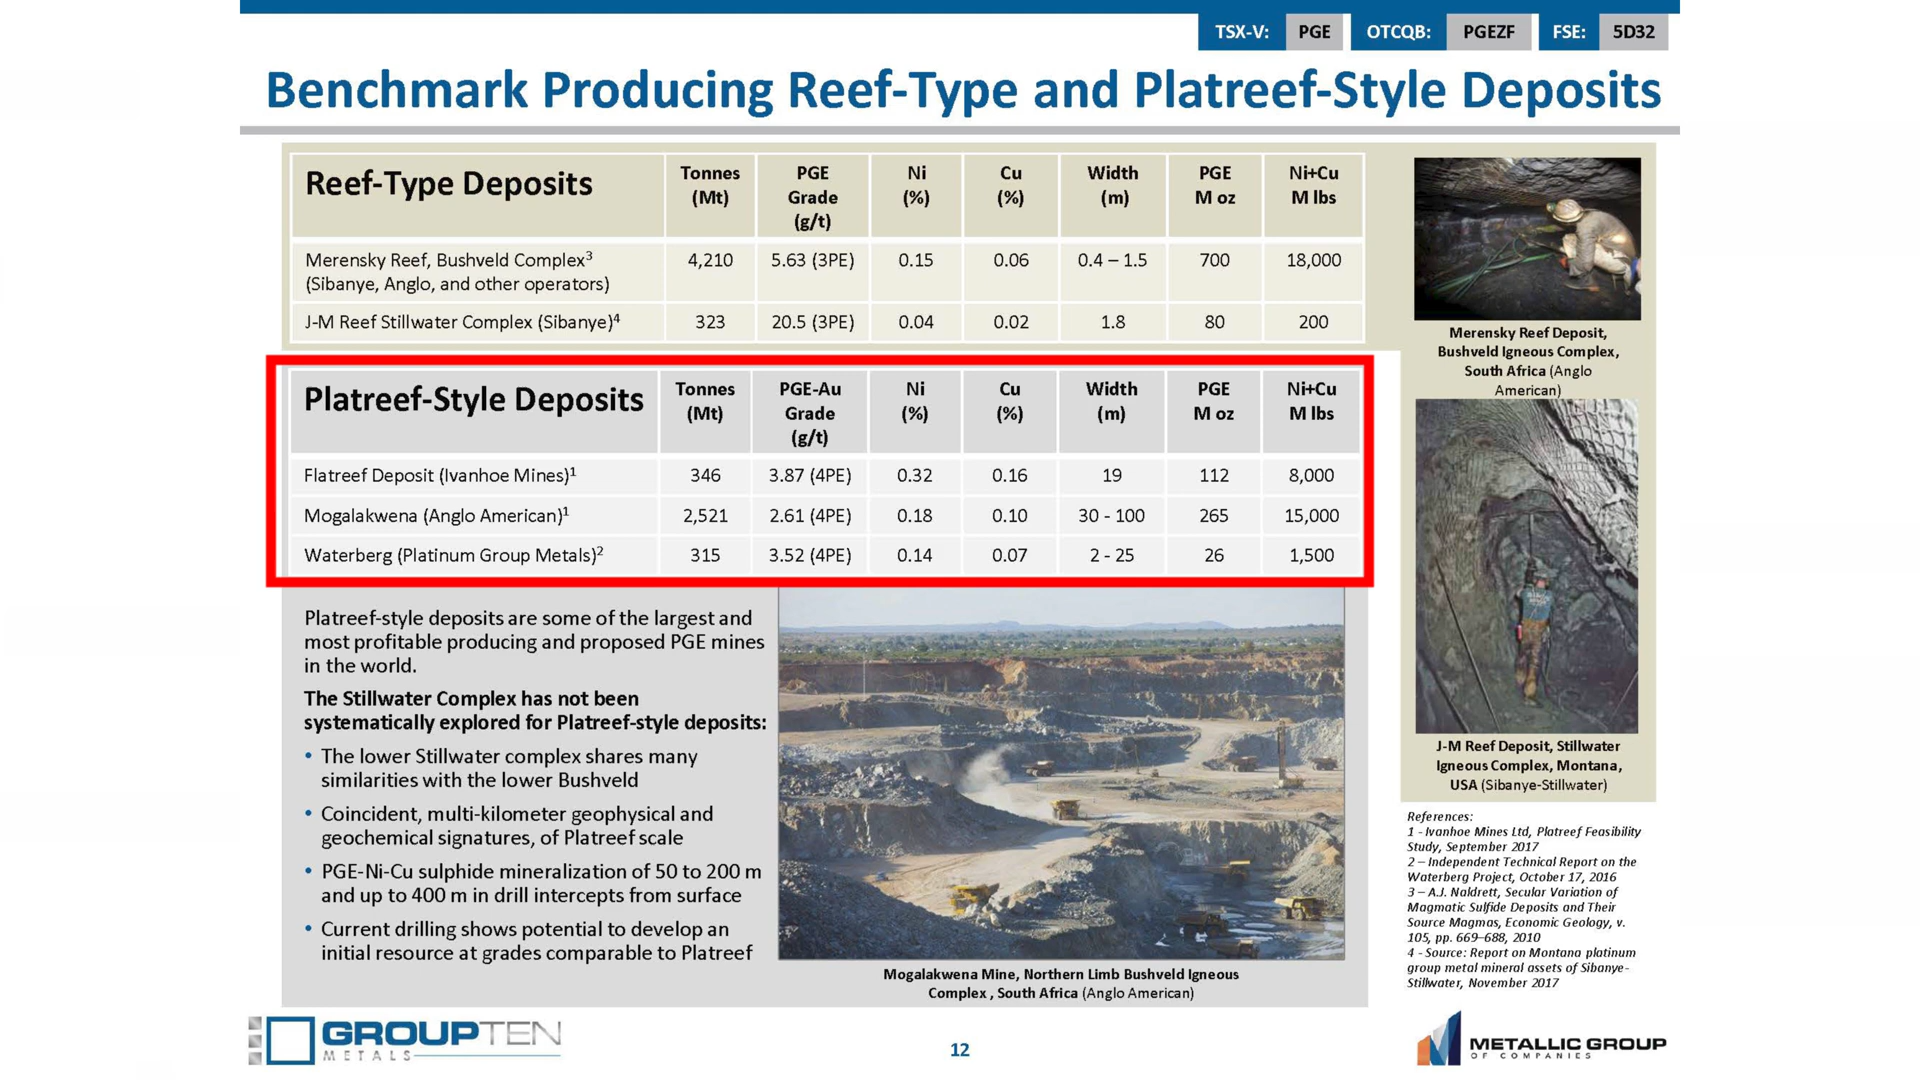 TSX-V: PGE OTCQB: PGEZF FSE: 5D32
Benchmark Producing Reef-Type and Platreef-Style Deposits
Reef-Type Deposits Tonnes (Mt) PGE Grade (g/t) Ni (%) Cu (%) Width (m) PGE M oz Ni+Cu M lbs
Merensky Reef, Bushveld Complex3 4,210 5.63 (3PE) 0.15 0.06 0.4 – 1.5 700 18,000
(Sibanye, Anglo, and other operators)
J-M Reef Stillwater Complex (Sibanye)4 323 20.5 (3PE) 0.04 0.02 1.8 80 200
Platreef-Style Deposits Tonnes (Mt) PGE-Au Grade (g/t) Ni (%) Cu (%) Width (m) PGE M oz Ni+Cu M lbs
Flatreef Deposit (Ivanhoe Mines)1 346 3.87 (4PE) 0.32 0.16 19 112 8,000
Mogalakwena (Anglo American)1 2,521 2.61 (4PE) 0.18 0.10 30 - 100 265 15,000
Waterberg (Platinum Group Metals)2 315 3.52 (4PE) 0.14 0.07 2 - 25 26 1,500
Platreef-style deposits are some of the largest and
most profitable producing and proposed PGE mines
in the world.
The Stillwater Complex has not been
systematically explored for Platreef-style deposits:
• The lower Stillwater complex shares many
similarities with the lower Bushveld
• Coincident, multi-kilometer geophysical and
geochemical signatures, of Platreef scale
• PGE-Ni-Cu sulphide mineralization of 50 to 200 m
and up to 400 m in drill intercepts from surface
• Current drilling shows potential to develop an
initial resource at grades comparable to Platreef
Mogalakwena Mine, Northern Limb Bushveld Igneous
Complex , South Africa (Anglo American)
Merensky Reef Deposit,
Bushveld Igneous Complex,
South Africa (Anglo
American)
J-M Reef Deposit, Stillwater
Igneous Complex, Montana,
USA (Sibanye-Stillwater)
References:
1 - Ivanhoe Mines Ltd, Platreef Feasibility
Study, September 2017
2 – Independent Technical Report on the
Waterberg Project, October 17, 2016
3 – A.J. Naldrett, Secular Variation of
Magmatic Sulfide Deposits and Their
Source Magmas, Economic Geology, v.
105, pp. 669–688, 2010
4 - Source: Report on Montana platinum
group metal mineral assets of Sibanye-
Stillwater, November 2017
GROUPTEN
METALS
12
METALLIC GROUP
OF COMPANIES